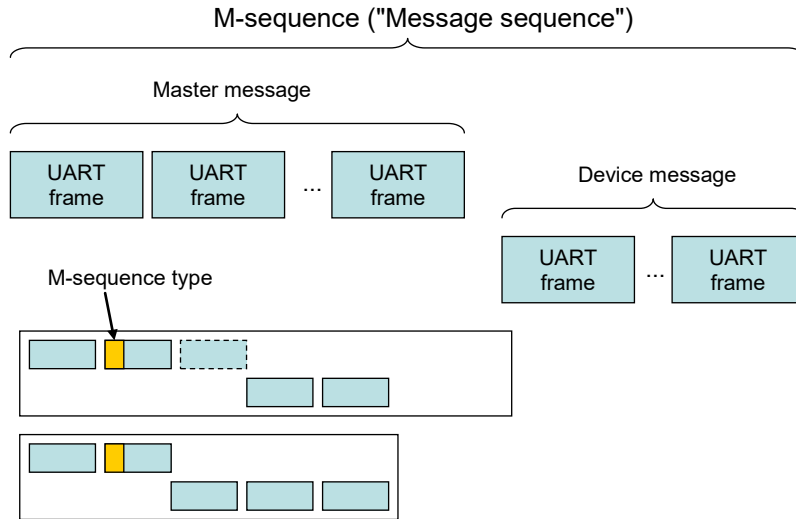 M-sequence ("Message sequence")
Master message
UART
frame
UART
frame
...
UART
frame
Device message
UART
frame
...
UART
frame
M-sequence type